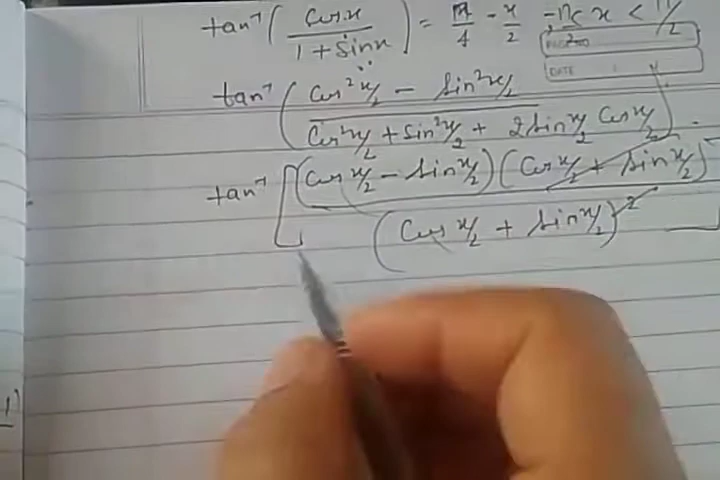 tan⁻¹ ( cos x / 1 + sin x ) = π/4 - x/2   -π/2 < x < π/2
DATE
tan⁻¹ ( cos² x/2 - sin² x/2 / cos² x/2 + sin² x/2 + 2 sin x/2 cos x/2 )
tan⁻¹ [ (cos x/2 - sin x/2) (cos x/2 + sin x/2) / (cos x/2 + sin x/2)² ]